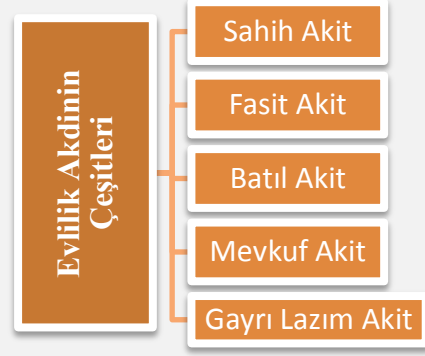 Evlilik Akdinin
Çeşitleri
Sahih Akit
Fasit Akit
Batıl Akit
Mevkuf Akit
Gayrı Lazım Akit